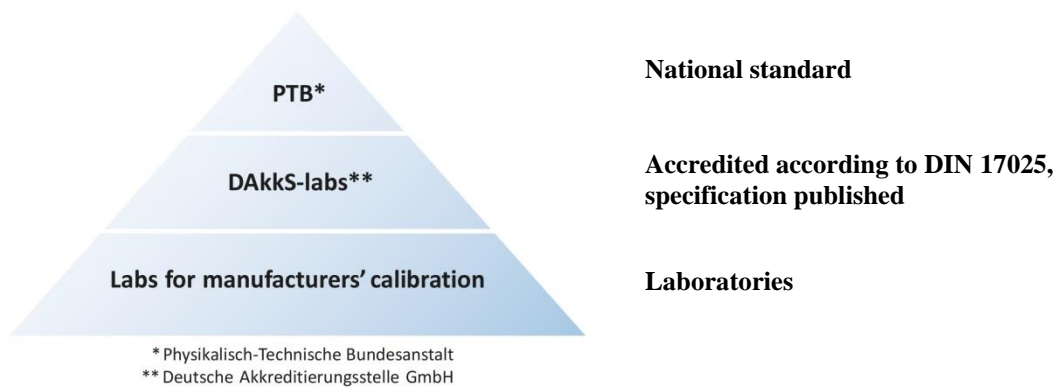 PTB*
National standard
DAkkS-labs**
Accredited according to DIN 17025,
specification published
Labs for manufacturers' calibration
Laboratories
* Physikalisch-Technische Bundesanstalt
** Deutsche Akkreditierungsstelle GmbH